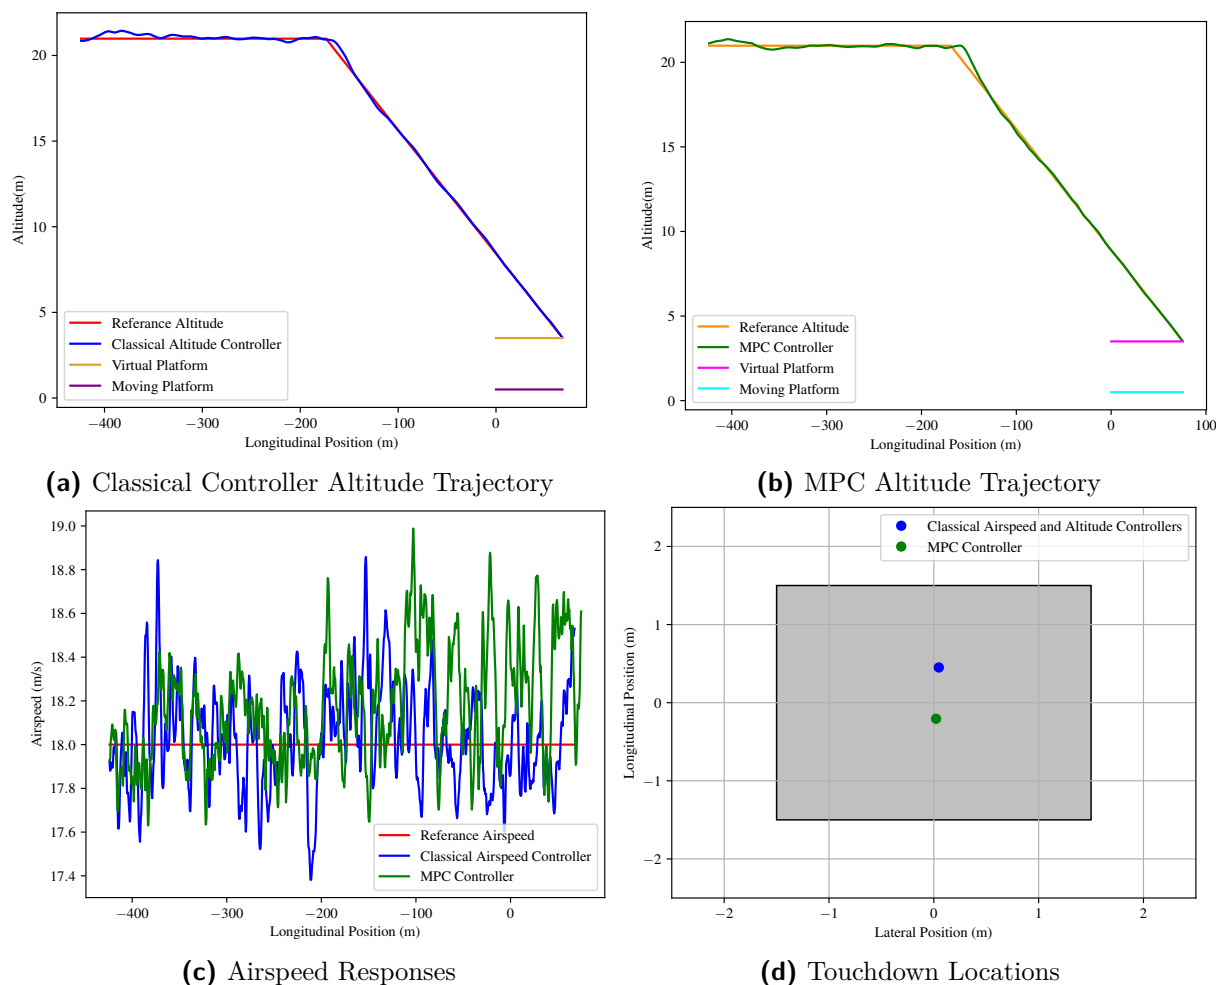 20
15
10
5
0
Altitude(m)
Referance Altitude
Classical Altitude Controller
Virtual Platform
Moving Platform
−400 −300 −200 −100 0
Longitudinal Position (m)
(a) Classical Controller Altitude Trajectory
20
15
10
5
0
Altitude(m)
Referance Altitude
MPC Controller
Virtual Platform
Moving Platform
−400 −300 −200 −100 0 100
Longitudinal Position (m)
(b) MPC Altitude Trajectory
19.0
18.8
18.6
18.4
18.2
18.0
17.8
17.6
17.4
Airspeed (m/s)
Referance Airspeed
Classical Airspeed Controller
MPC Controller
−400 −300 −200 −100 0
Longitudinal Position (m)
(c) Airspeed Responses
Classical Airspeed and Altitude Controllers
MPC Controller
2
1
0
−1
−2
Longitudinal Position (m)
−2 −1 0 1 2
Lateral Position (m)
(d) Touchdown Locations